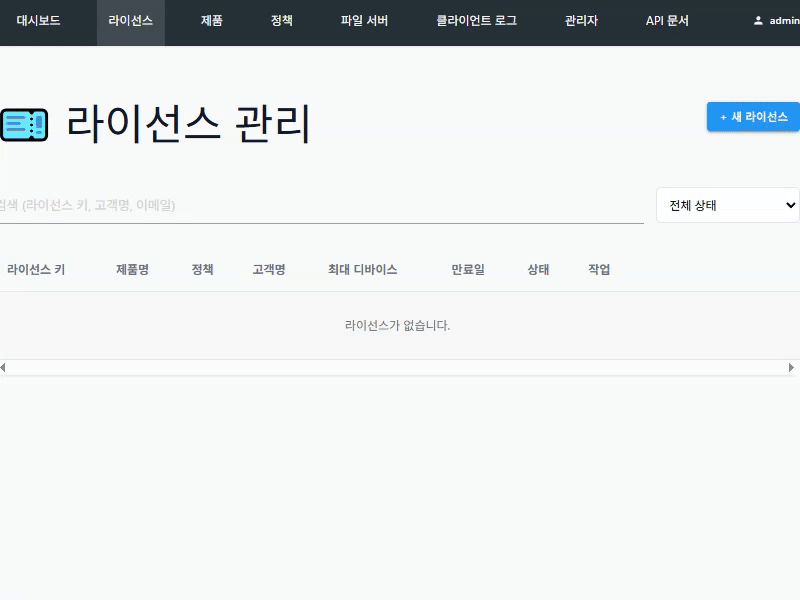 대시보드 라이선스 제품 정책 파일 서버 클라이언트 로그 관리자 API 문서 admin
라이선스 관리
+ 새 라이선스
검색 (라이선스 키, 고객명, 이메일)
전체 상태
라이선스 키 제품명 정책 고객명 최대 디바이스 만료일 상태 작업
라이선스가 없습니다.